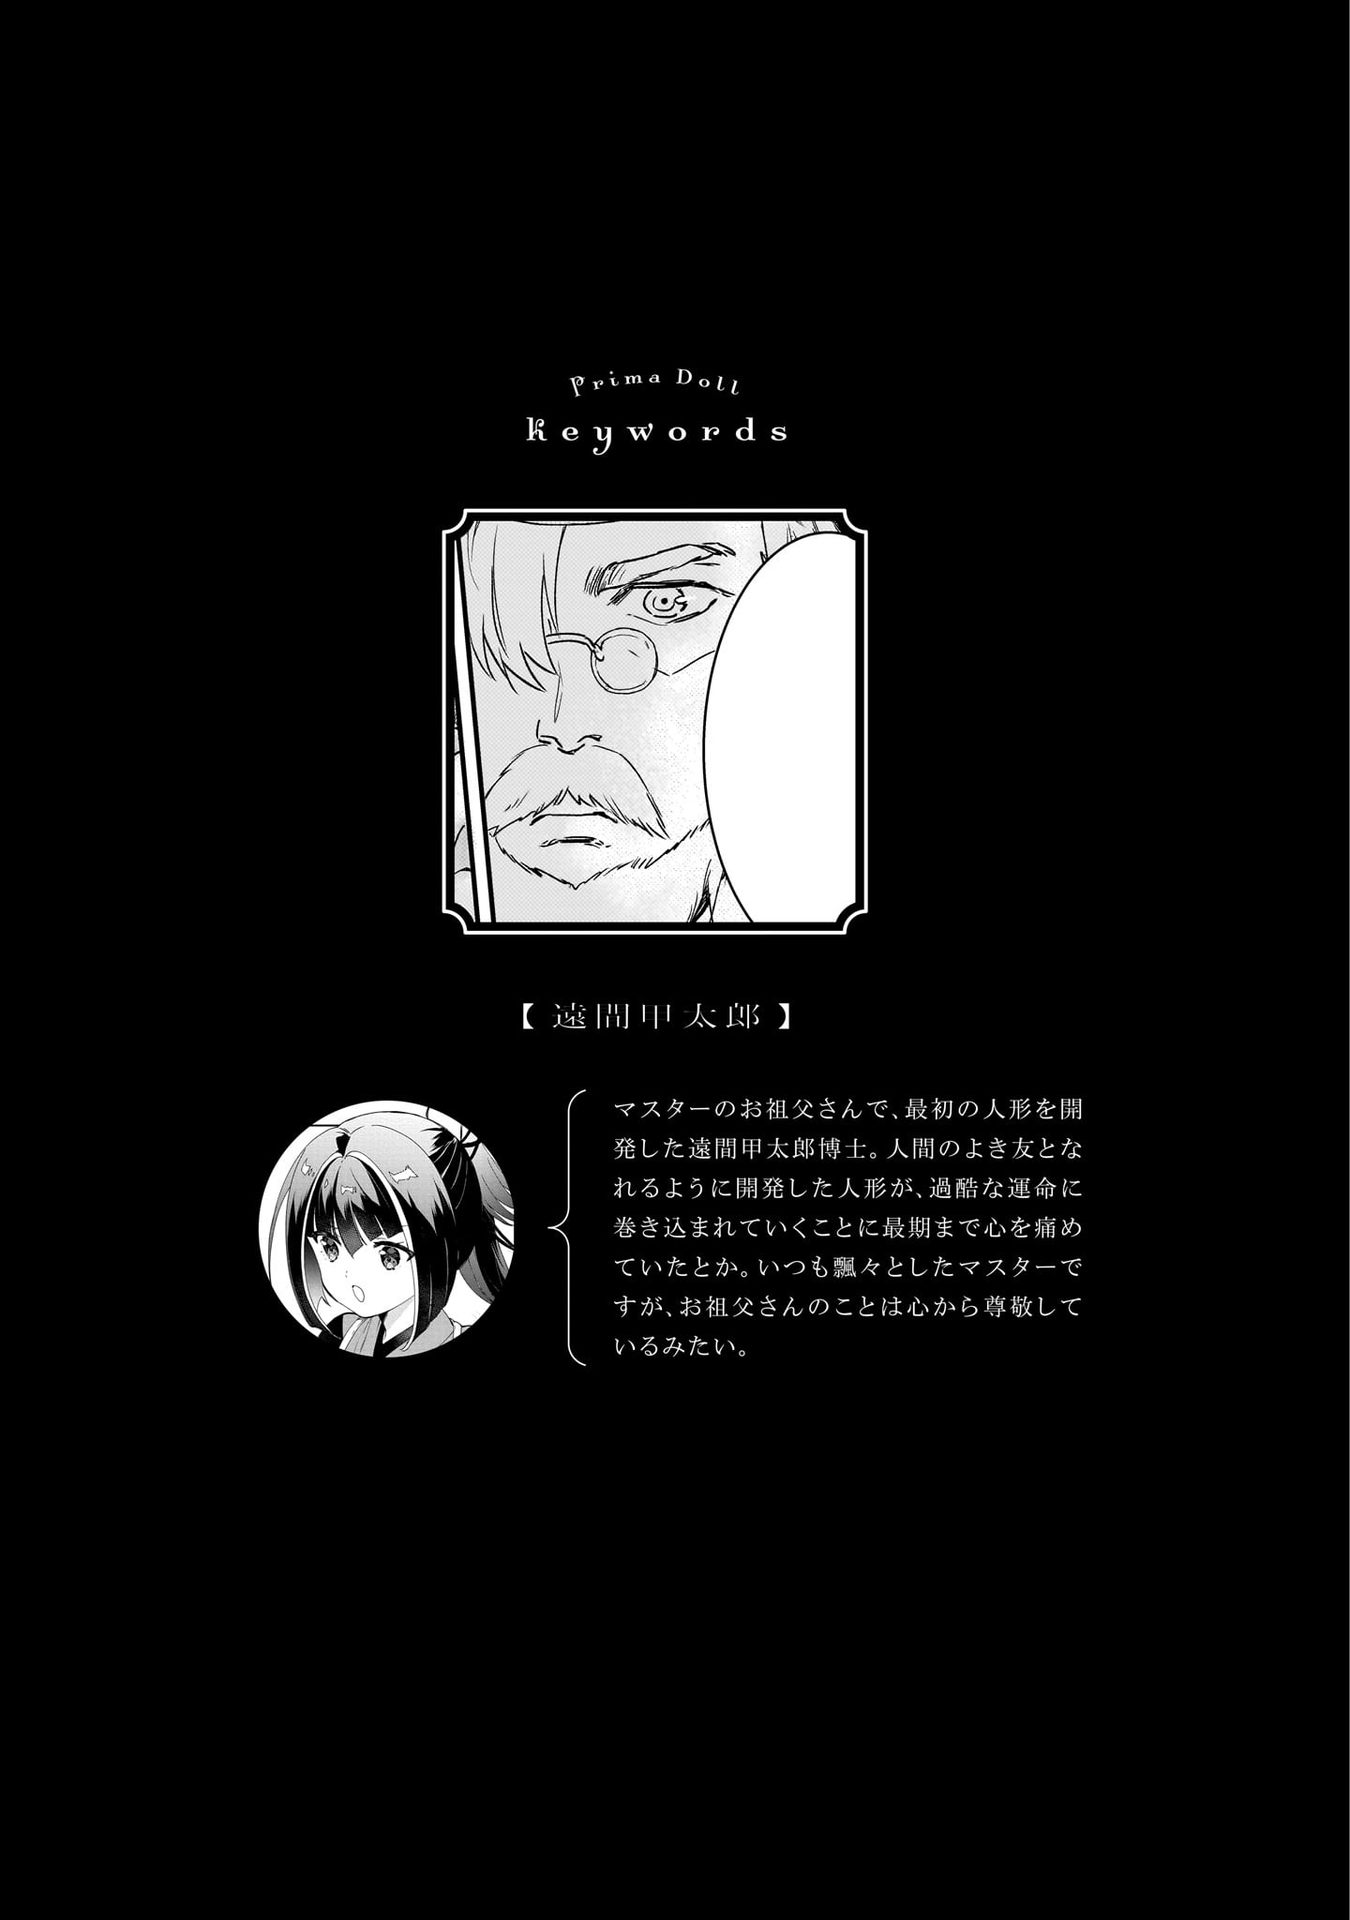 Prima Doll
keywords
【遠間甲太郎】
マスターのお祖父さんで、最初の人形を開
発した遠間甲太郎博士。人間のよき友とな
れるように開発した人形が、過酷な運命に
巻き込まれていくことに最期まで心を痛め
ていたとか。いつも飄々としたマスターで
すが、お祖父さんのことは心から尊敬して
いるみたい。